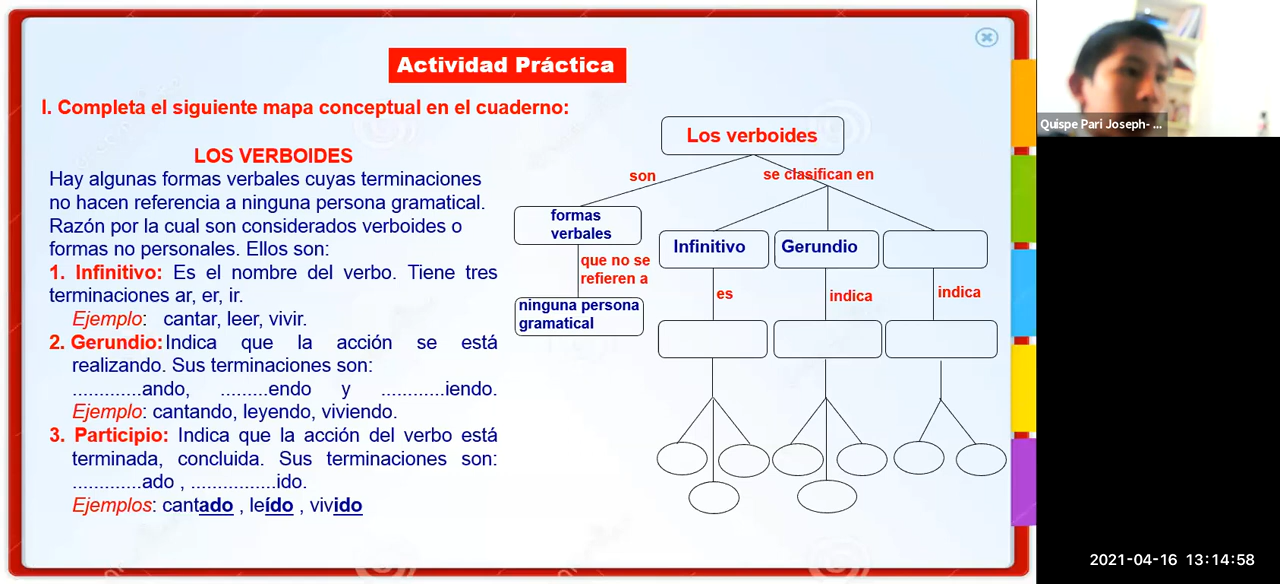 Actividad Práctica
I. Completa el siguiente mapa conceptual en el cuaderno:
LOS VERBOIDES
Hay algunas formas verbales cuyas terminaciones
no hacen referencia a ninguna persona gramatical.
Razón por la cual son considerados verboides o
formas no personales. Ellos son:
1. Infinitivo: Es el nombre del verbo. Tiene tres
terminaciones ar, er, ir.
Ejemplo: cantar, leer, vivir.
2. Gerundio: Indica que la acción se está
realizando. Sus terminaciones son:
.............ando, .........endo y ............iendo.
Ejemplo: cantando, leyendo, viviendo.
3. Participio: Indica que la acción del verbo está
terminada, concluida. Sus terminaciones son:
.............ado , ................ido.
Ejemplos: cantado , leído , vivido
Los verboides
son
se clasifican en
formas
verbales
que no se
refieren a
ninguna persona
gramatical
Infinitivo
Gerundio
es
indica
indica
Quispe Pari Joseph- ...
2021-04-16 13:14:58